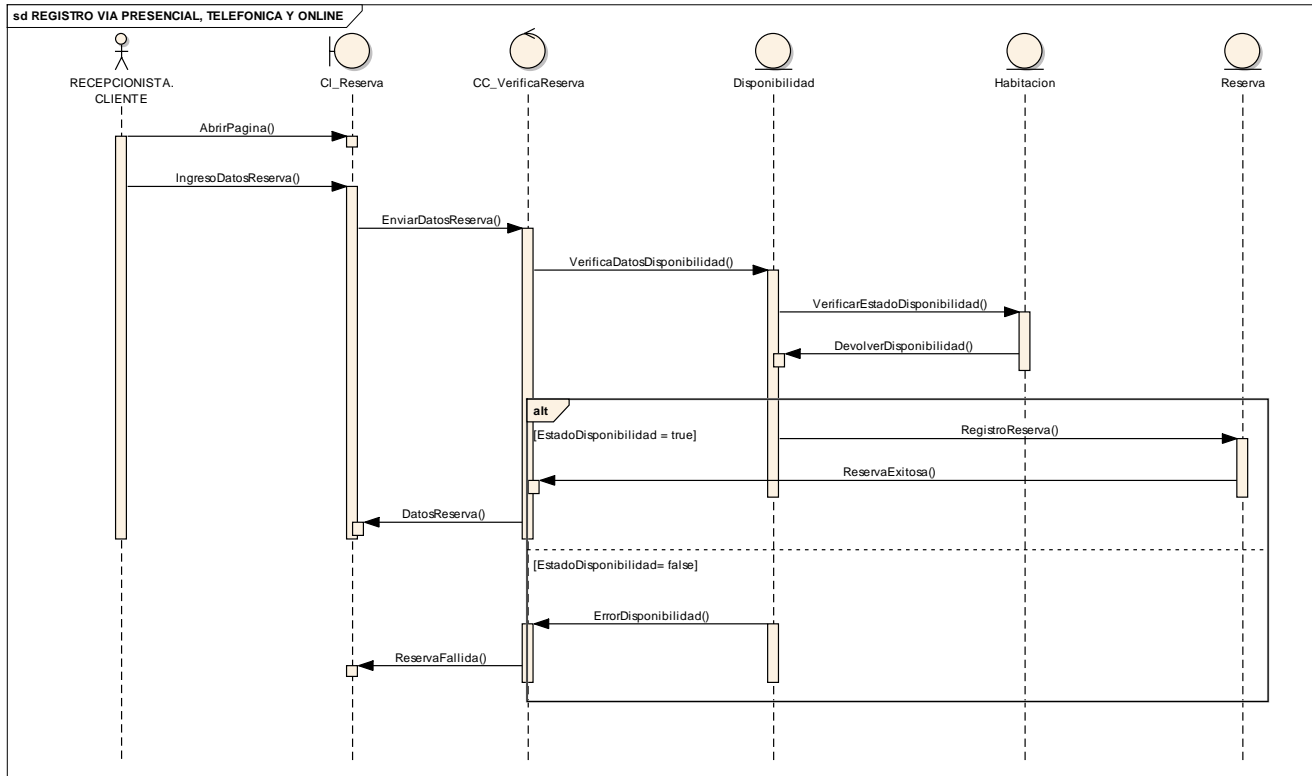 sd REGISTRO VIA PRESENCIAL, TELEFONICA Y ONLINE
RECEPCIONISTA.
CLIENTE
CI_Reserva
CC_VerificaReserva
Disponibilidad
Habitacion
Reserva
AbrirPagina()
IngresoDatosReserva()
EnviarDatosReserva()
VerificaDatosDisponibilidad()
VerificarEstadoDisponibilidad()
DevolverDisponibilidad()
alt
[EstadoDisponibilidad = true]
RegistroReserva()
ReservaExitosa()
DatosReserva()
[EstadoDisponibilidad= false]
ErrorDisponibilidad()
ReservaFallida()